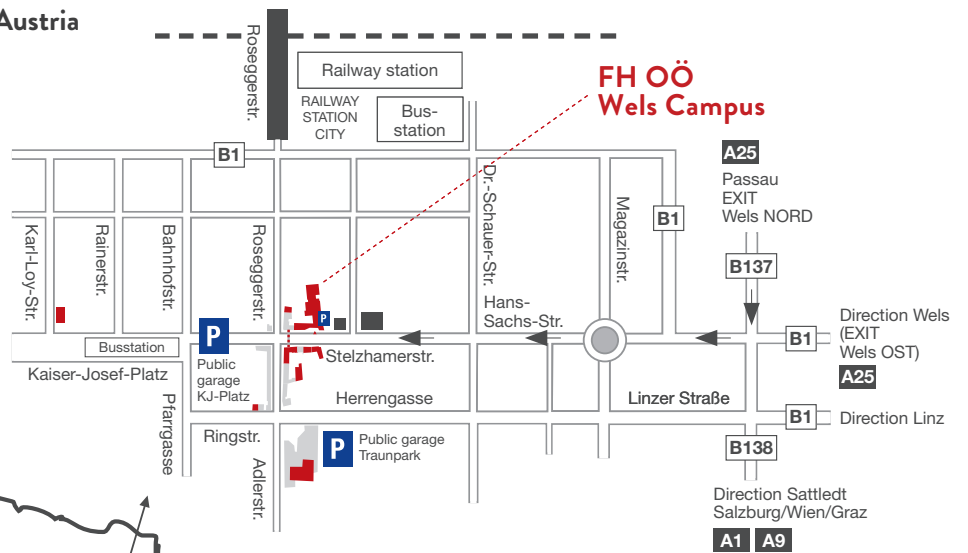 Austria
Roseggerstr.
Railway station
RAILWAY
STATION
CITY
Bus-
station
FH OÖ
Wels Campus
B1
A25
Passau
EXIT
Wels NORD
B1
B137
Karl-Loy-Str.
Rainerstr.
Bahnhofstr.
Roseggerstr.
Dr.-Schauer-Str.
Magazinstr.
P
Hans-
Sachs-Str.
Direction Wels
(EXIT
Wels OST)
A25
B1
P
Public
garage
KJ-Platz
Busstation
Kaiser-Josef-Platz
Stelzhamerstr.
Herrengasse
Linzer Straße
B1
Direction Linz
Pfarrgasse
Ringstr.
Adlerstr.
P
Public garage
Traunpark
B138
Direction Sattledt
Salzburg/Wien/Graz
A1
A9